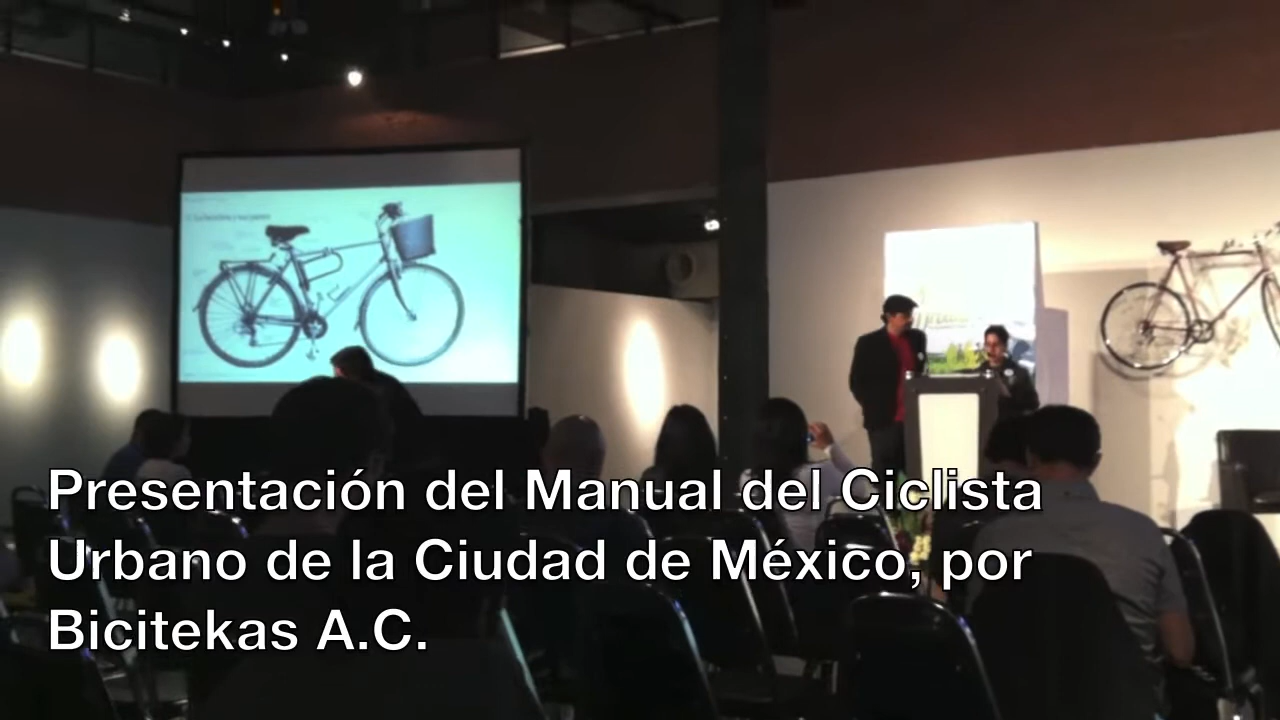 Presentación del Manual del Ciclista
Urbano de la Ciudad de México, por
Bicitekas A.C.